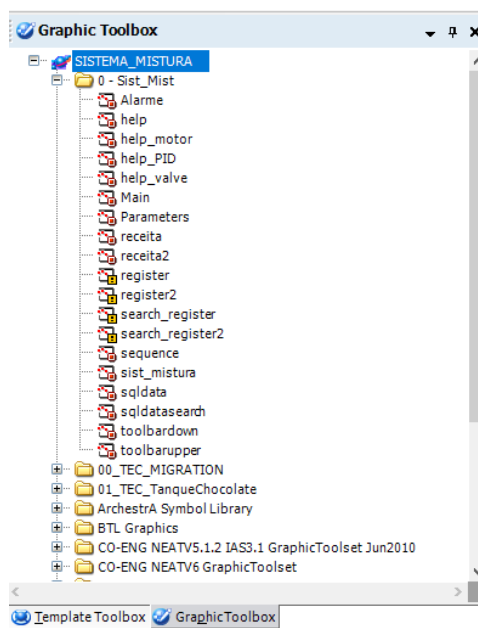 Graphic Toolbox
SISTEMA_MISTURA
0 - Sist_Mist
Alarme
help
help_motor
help_PID
help_valve
Main
Parameters
receita
receita2
register
register2
search_register
search_register2
sequence
sist_mistura
sqldata
sqldatasearch
toolbardown
toolbarupper
00_TEC_MIGRATION
01_TEC_TanqueChocolate
ArchestrA Symbol Library
BTL Graphics
CO-ENG NEATV5.1.2 IAS3.1 GraphicToolset Jun2010
CO-ENG NEATV6 GraphicToolset
Template Toolbox GraphicToolbox